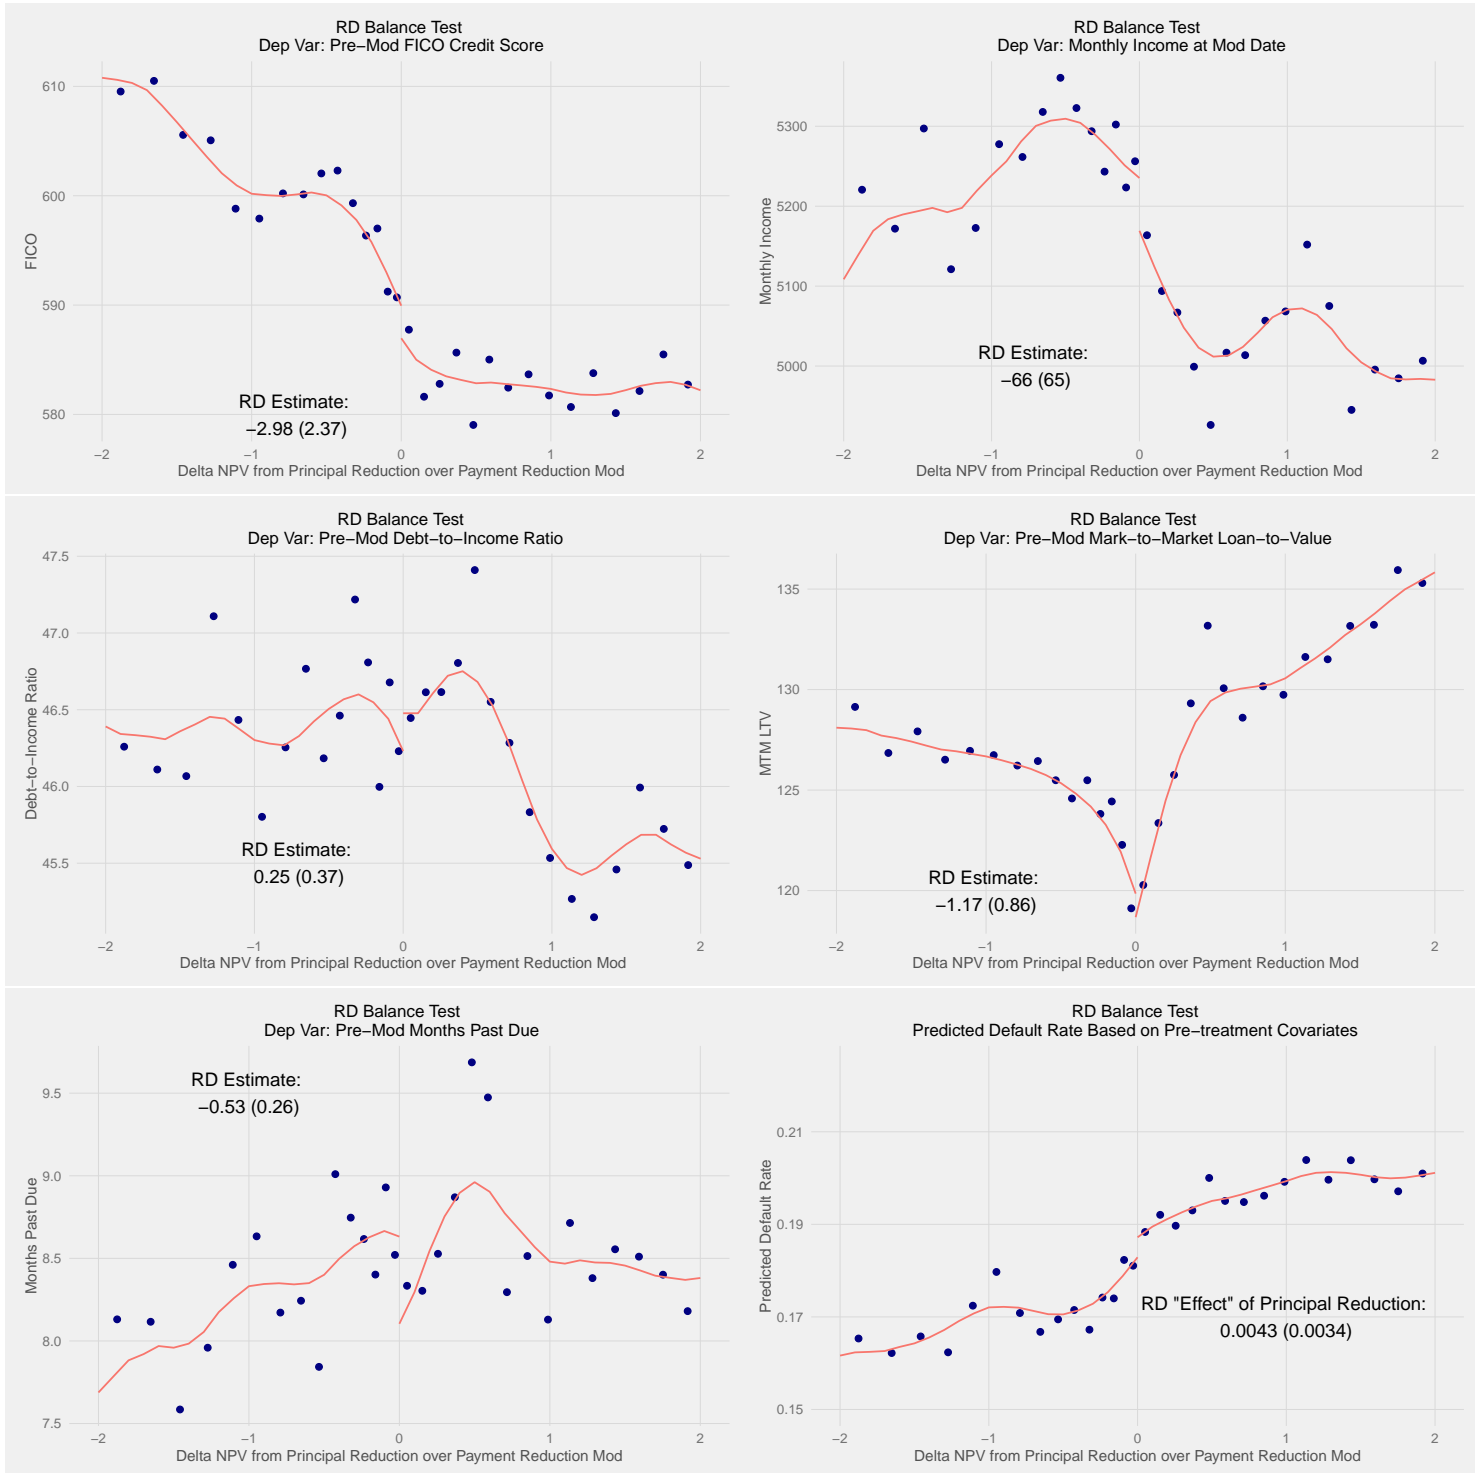 RD Balance Test
Dep Var: Pre−Mod FICO Credit Score
FICO
610
600
590
580
RD Estimate:
−2.98 (2.37)
−2
−1
0
1
2
Delta NPV from Principal Reduction over Payment Reduction Mod
RD Balance Test
Dep Var: Monthly Income at Mod Date
Monthly Income
5300
5200
5100
5000
RD Estimate:
−66 (65)
−2
−1
0
1
2
Delta NPV from Principal Reduction over Payment Reduction Mod
RD Balance Test
Dep Var: Pre−Mod Debt−to−Income Ratio
Debt−to−Income Ratio
47.5
47.0
46.5
46.0
45.5
RD Estimate:
0.25 (0.37)
−2
−1
0
1
2
Delta NPV from Principal Reduction over Payment Reduction Mod
RD Balance Test
Dep Var: Pre−Mod Mark−to−Market Loan−to−Value
MTM LTV
135
130
125
120
RD Estimate:
−1.17 (0.86)
−2
−1
0
1
2
Delta NPV from Principal Reduction over Payment Reduction Mod
RD Balance Test
Dep Var: Pre−Mod Months Past Due
Months Past Due
9.5
9.0
8.5
8.0
7.5
RD Estimate:
−0.53 (0.26)
−2
−1
0
1
2
Delta NPV from Principal Reduction over Payment Reduction Mod
RD Balance Test
Predicted Default Rate Based on Pre−treatment Covariates
Predicted Default Rate
0.21
0.19
0.17
0.15
RD "Effect" of Principal Reduction:
0.0043 (0.0034)
−2
−1
0
1
2
Delta NPV from Principal Reduction over Payment Reduction Mod